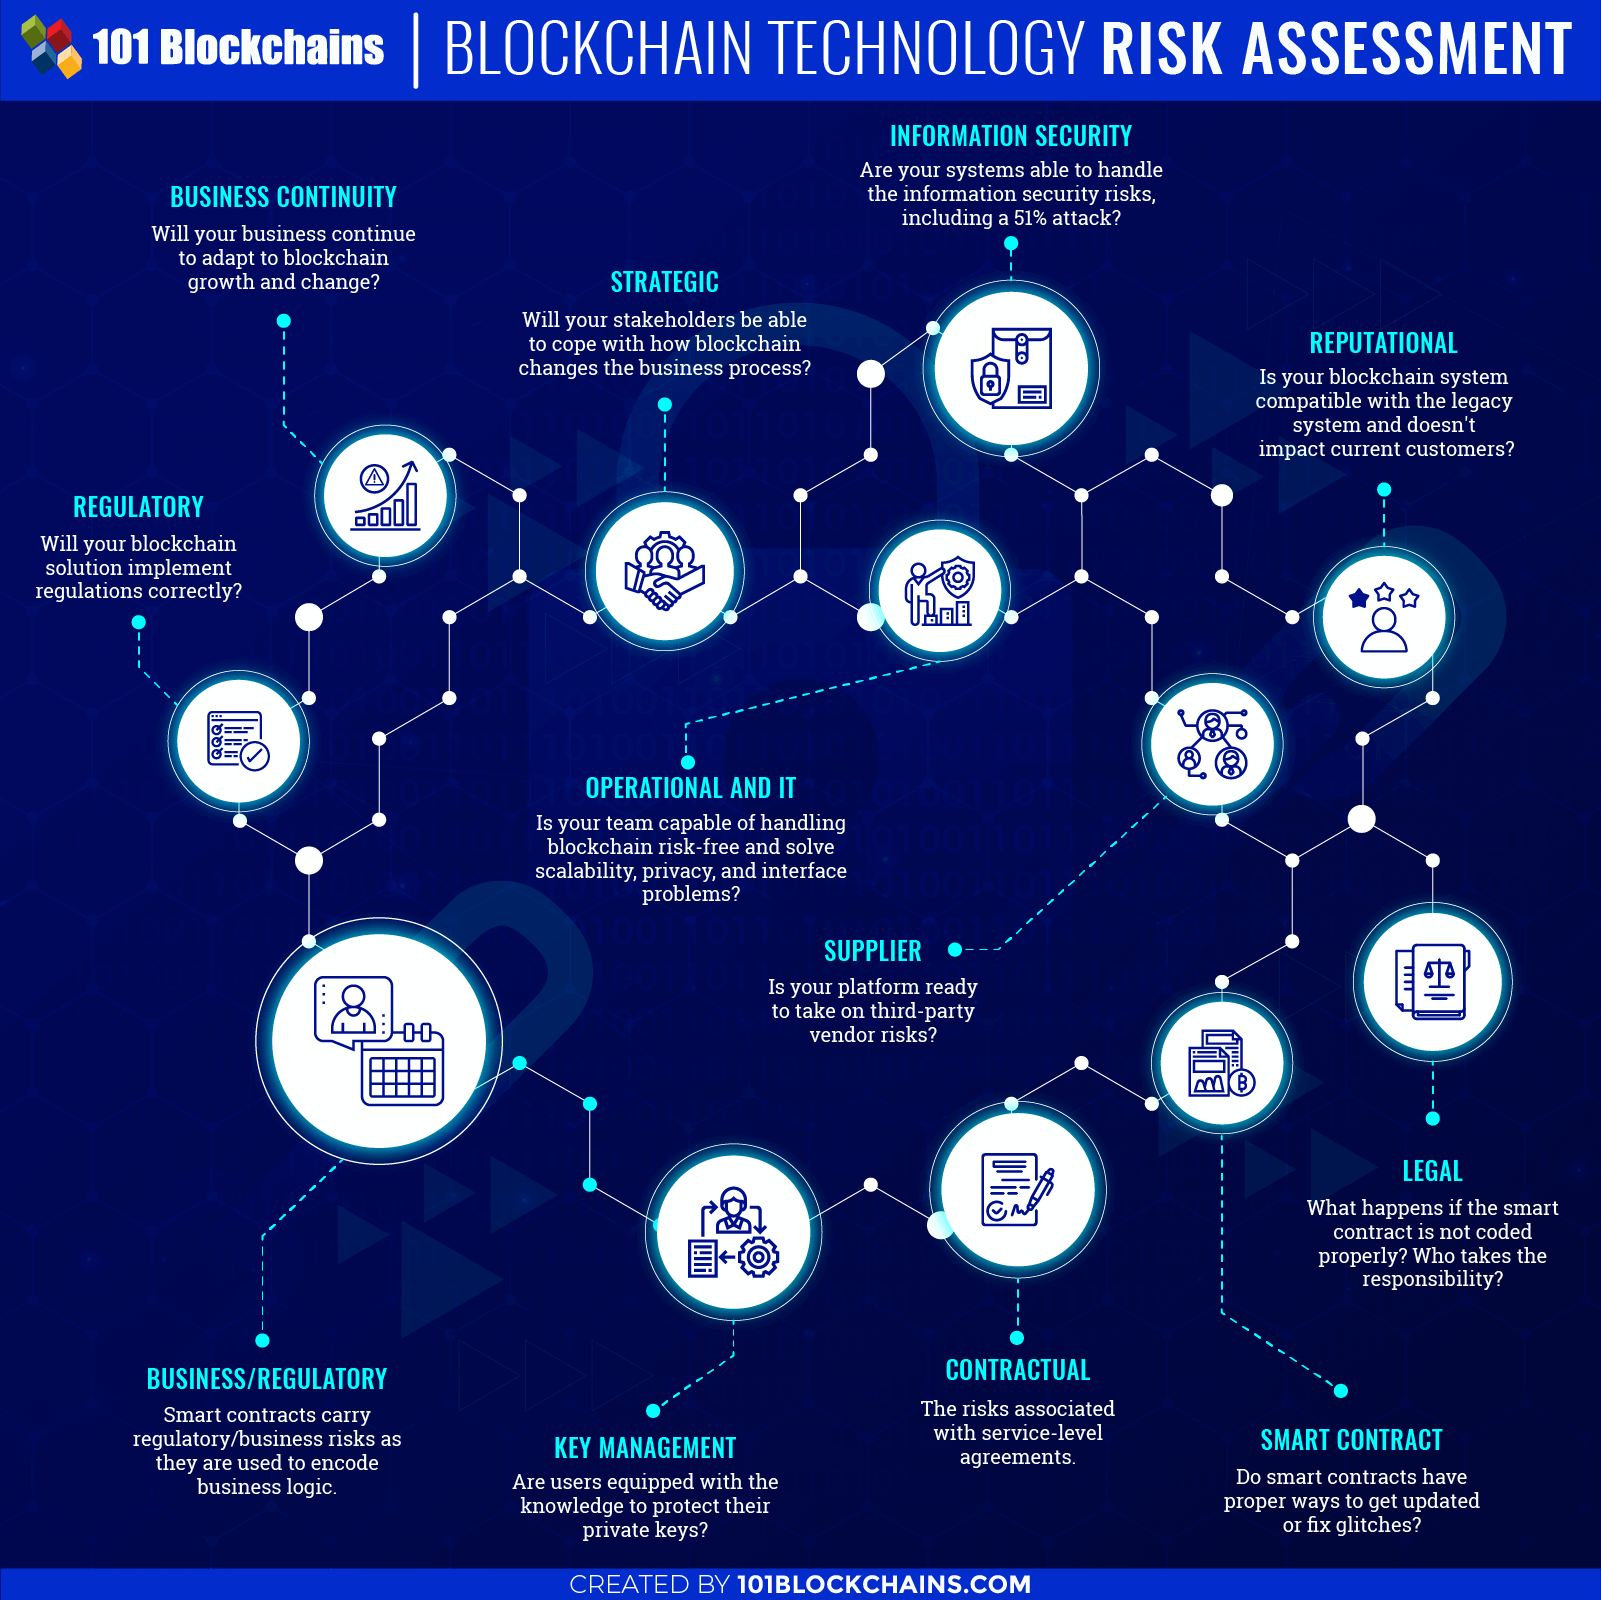 101 Blockchains
BLOCKCHAIN TECHNOLOGY RISK ASSESSMENT
INFORMATION SECURITY
Are your systems able to handle
the information security risks,
including a 51% attack?
BUSINESS CONTINUITY
Will your business continue
to adapt to blockchain
growth and change?
STRATEGIC
Will your stakeholders be able
to cope with how blockchain
changes the business process?
REPUTATIONAL
Is your blockchain system
compatible with the legacy
system and doesn't
impact current customers?
REGULATORY
Will your blockchain
solution implement
regulations correctly?
OPERATIONAL AND IT
Is your team capable of handling
blockchain risk-free and solve
scalability, privacy, and interface
problems?
SUPPLIER
Is your platform ready
to take on third-party
vendor risks?
LEGAL
What happens if the smart
contract is not coded
properly? Who takes the
responsibility?
BUSINESS/REGULATORY
Smart contracts carry
regulatory/business risks as
they are used to encode
business logic.
KEY MANAGEMENT
Are users equipped with the
knowledge to protect their
private keys?
CONTRACTUAL
The risks associated
with service-level
agreements.
SMART CONTRACT
Do smart contracts have
proper ways to get updated
or fix glitches?
CREATED BY 101BLOCKCHAINS.COM